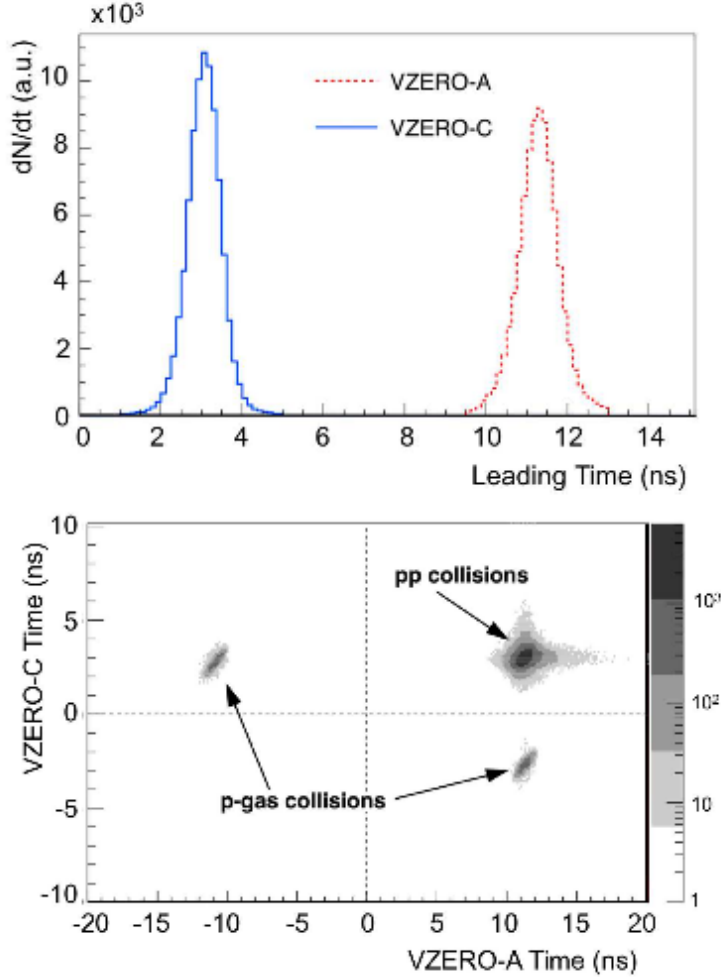 x10³
dN/dt (a.u.)
10
8
6
4
2
0
VZERO-A
VZERO-C
0 2 4 6 8 10 12 14
Leading Time (ns)
VZERO-C Time (ns)
10
5
0
-5
-10
pp collisions
p-gas collisions
10³
10²
10
1
-20 -15 -10 -5 0 5 10 15 20
VZERO-A Time (ns)